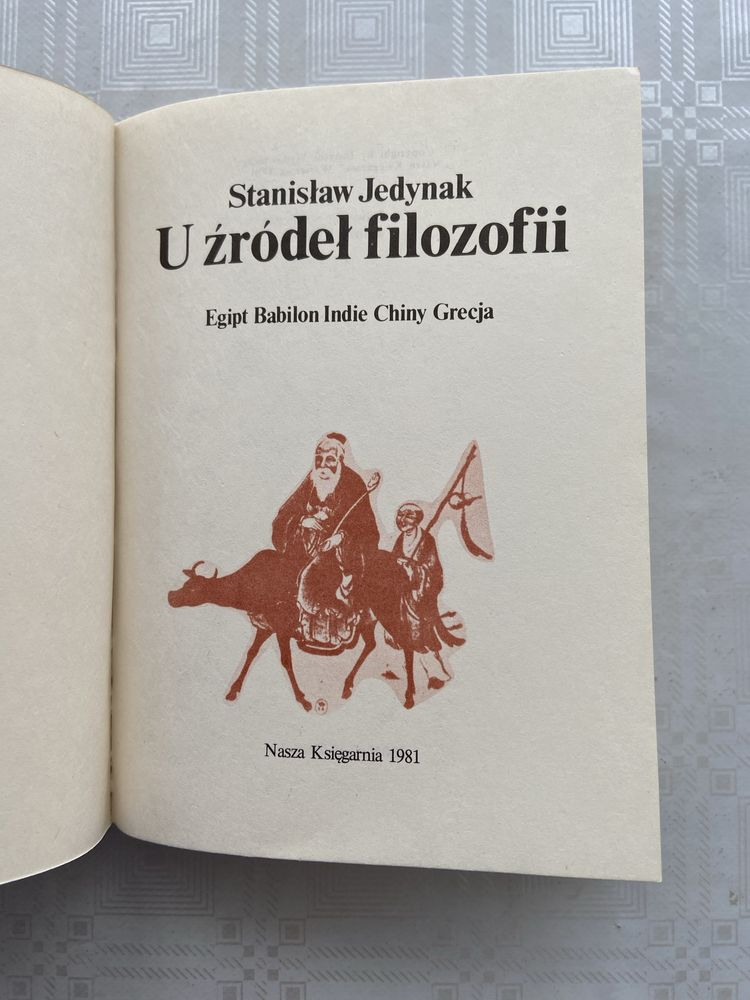 Stanisław Jedynak
U źródeł filozofii
Egipt Babilon Indie Chiny Grecja
Nasza Księgarnia 1981